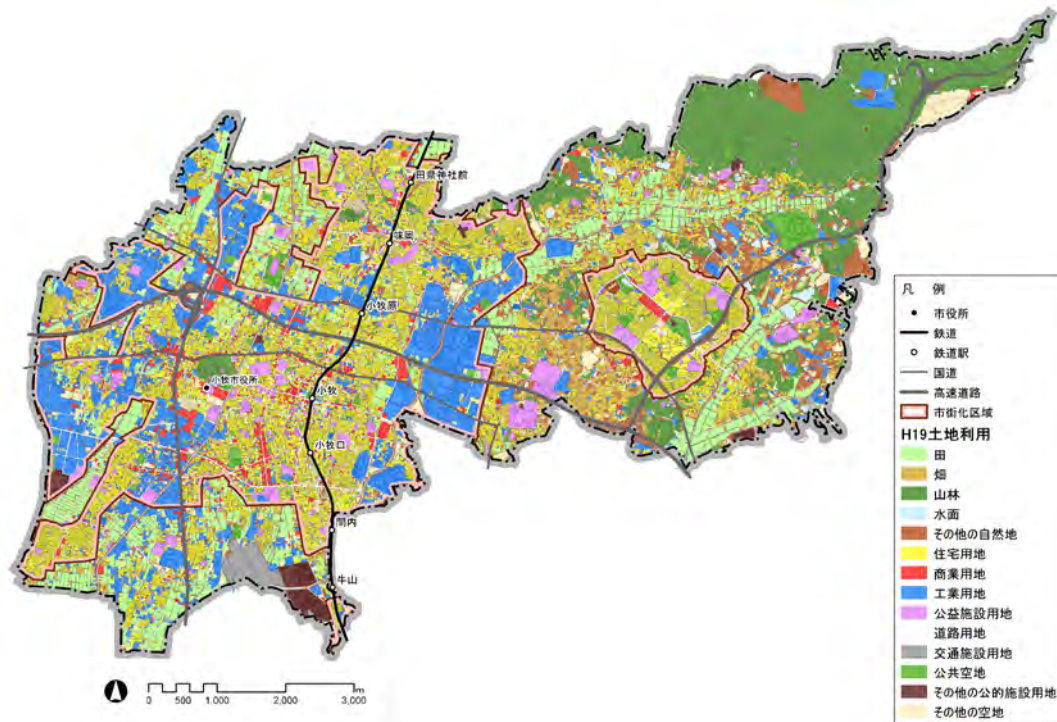 田県神社前
味岡
小牧原
小牧市役所
小牧
小牧口
間内
牛山
0 500 1,000 2,000 3,000 m
凡 例
市役所
鉄道
鉄道駅
国道
高速道路
市街化区域
H19土地利用
田
畑
山林
水面
その他の自然地
住宅用地
商業用地
工業用地
公益施設用地
道路用地
交通施設用地
公共空地
その他の公的施設用地
その他の空地